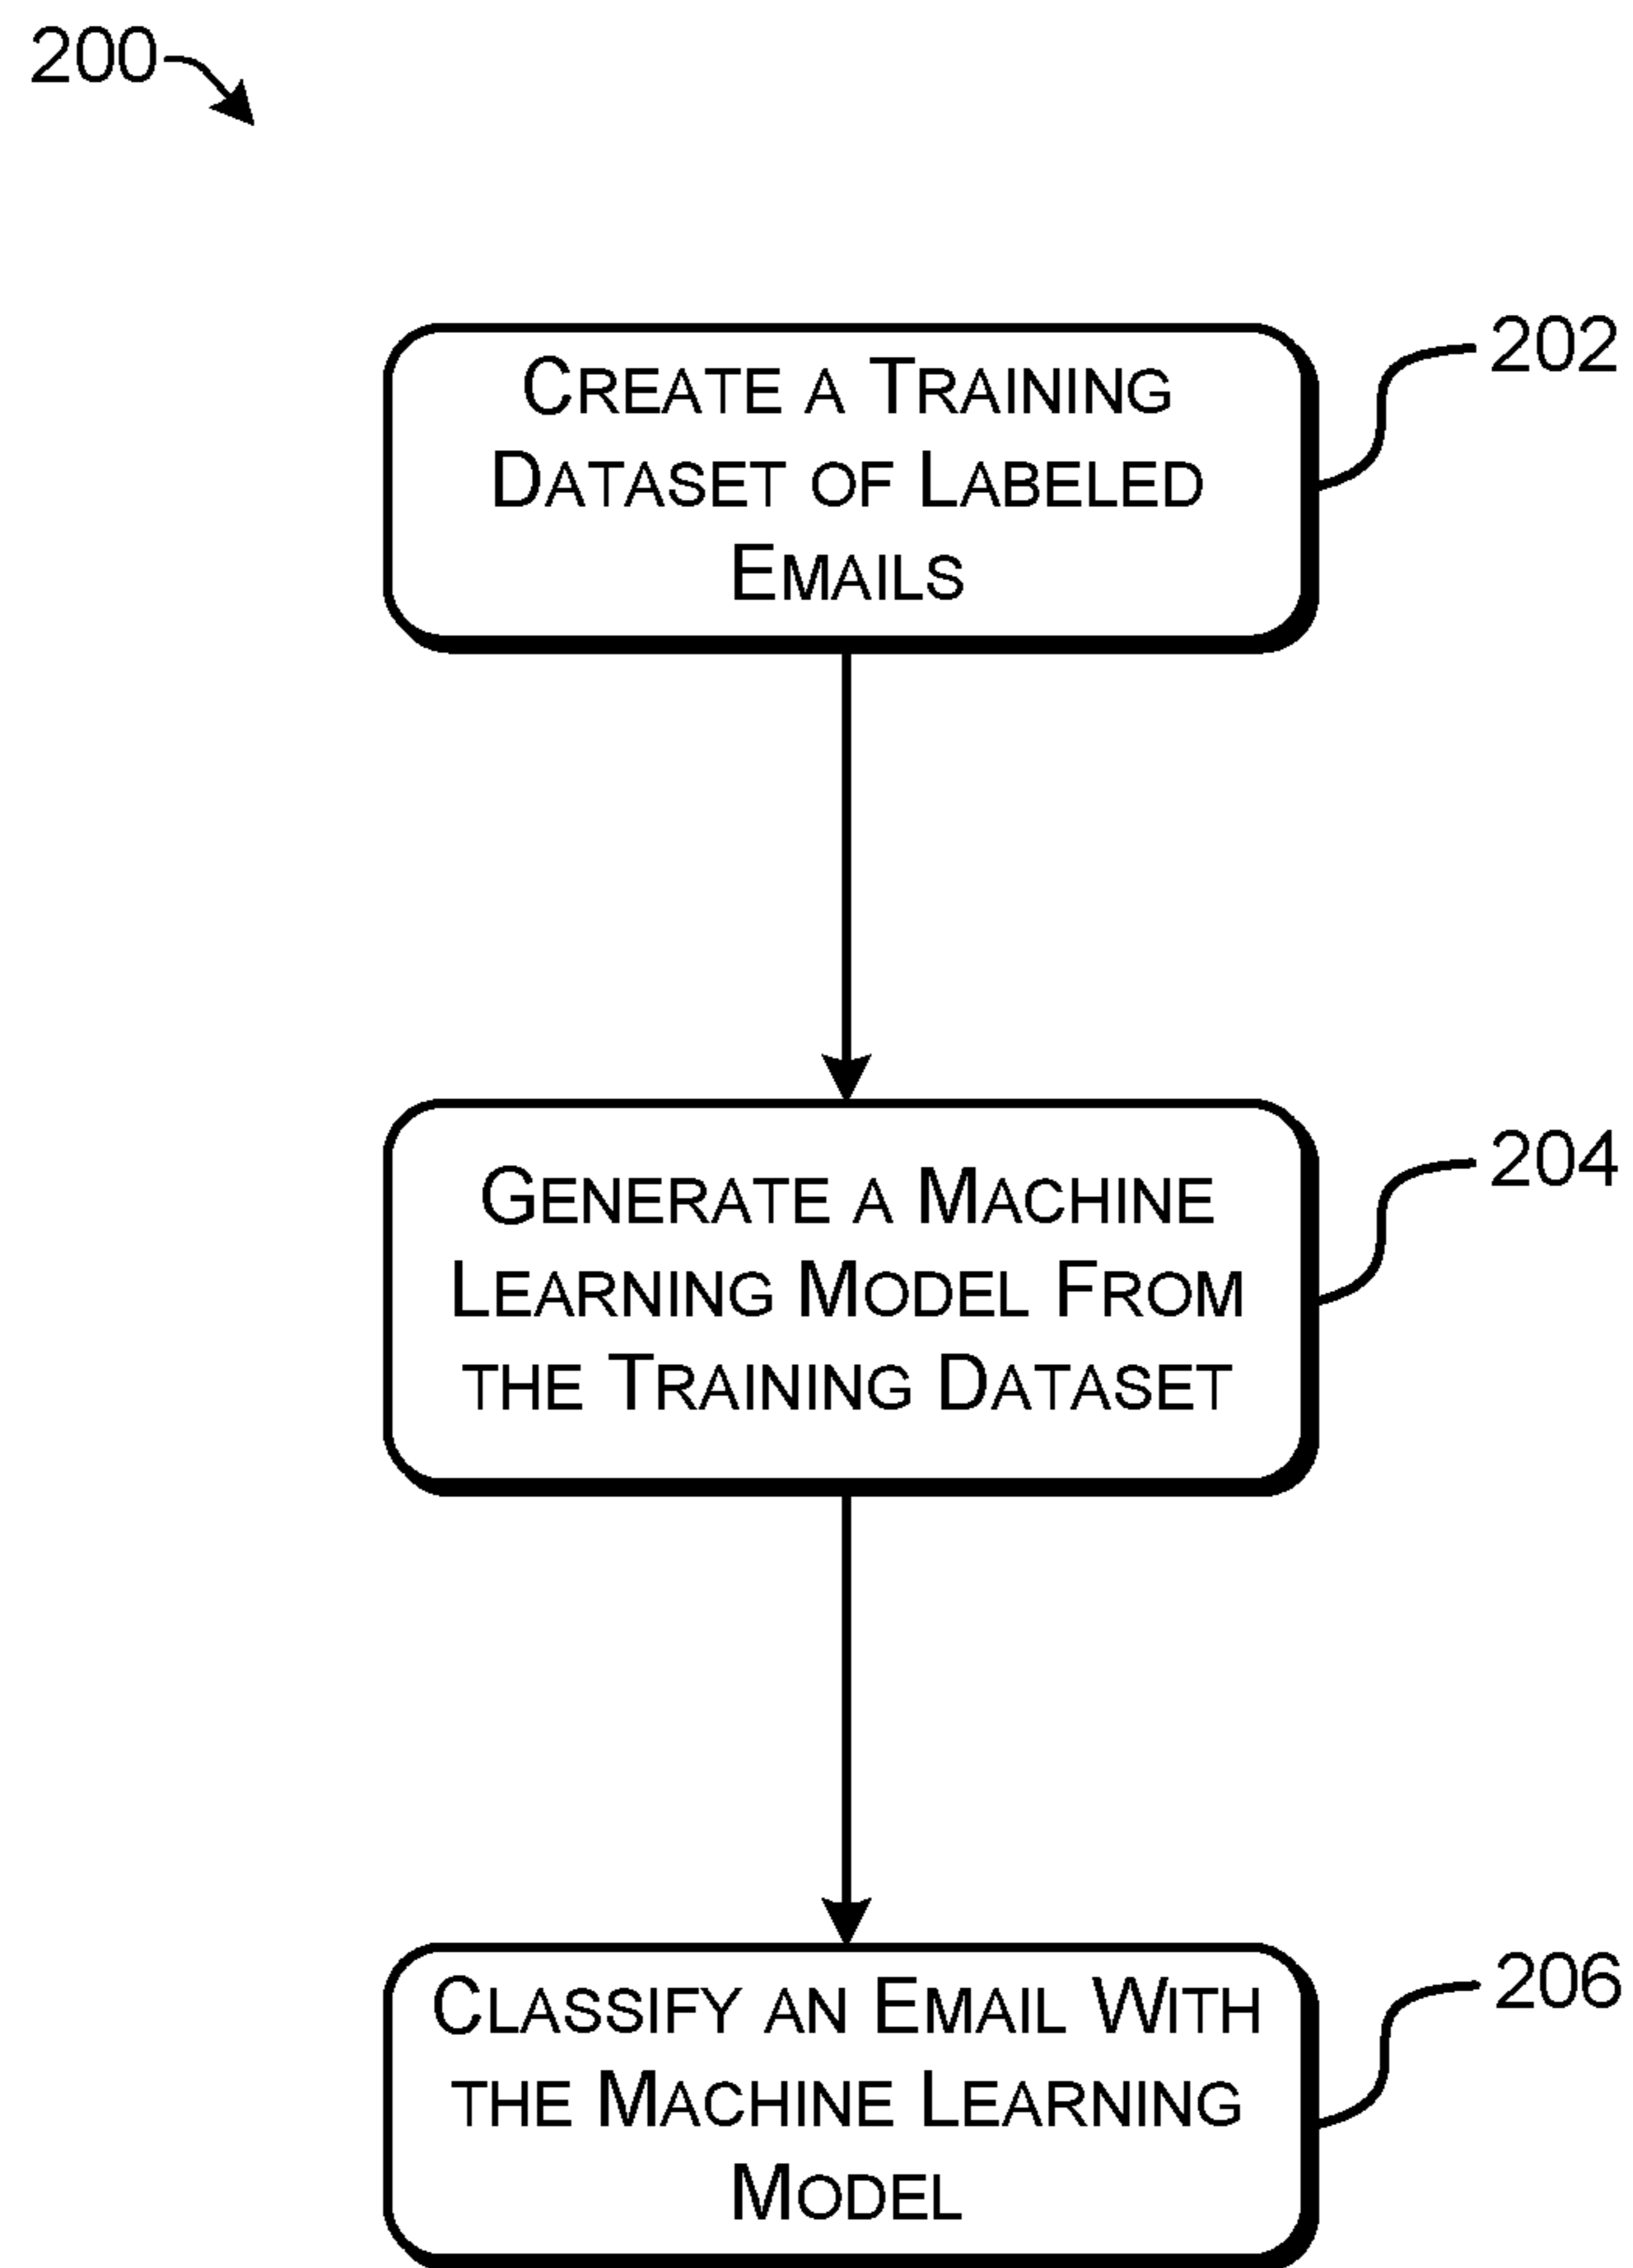 200
202
CREATE A TRAINING
DATASET OF LABELED
EMAILS
204
GENERATE A MACHINE
LEARNING MODEL FROM
THE TRAINING DATASET
206
CLASSIFY AN EMAIL WITH
THE MACHINE LEARNING
MODEL